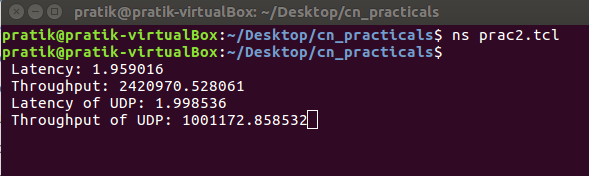 pratik@pratik-virtualBox: ~/Desktop/cn_practicals
pratik@pratik-virtualBox:~/Desktop/cn_practicals$ ns prac2.tcl
pratik@pratik-virtualBox:~/Desktop/cn_practicals$
Latency: 1.959016
Throughput: 2420970.528061
Latency of UDP: 1.998536
Throughput of UDP: 1001172.858532